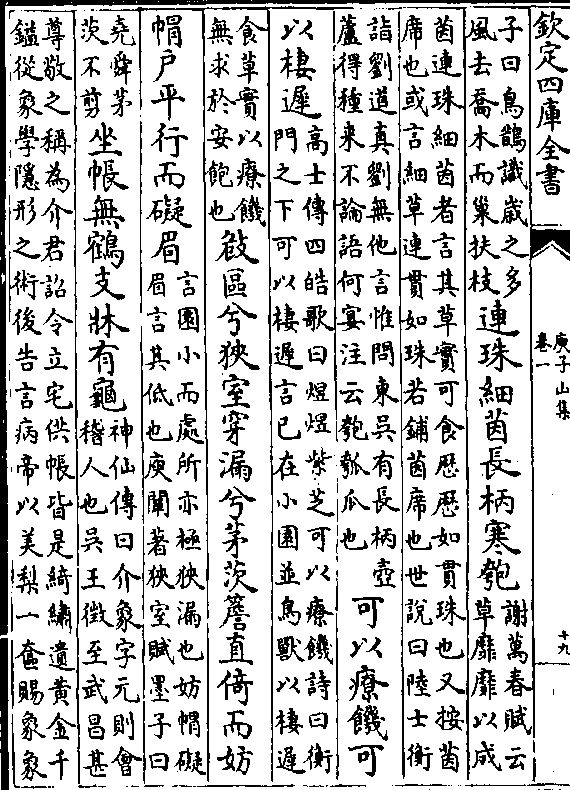 欽定四庫全書
庾子山集
卷一
十九
子曰鳥鵲識嵗之多
風去喬木而巢扶枝
連珠細茵長柄寒匏
謝萬春賦云
草靡靡以成
茵連珠細茵者言其草實可食歴歴如貫珠也又按茵
席也或言細草連貫如珠若鋪茵席也世說曰陸士衡
詣劉道真劉無他言惟問東吳有長柄壺
蘆得種来不論語何宴注云匏瓠瓜也
可以療饑可
以棲遲
高士傳四皓歌曰煜煜紫芝可以療饑詩曰衡
門之下可以棲遲言已在小園並鳥獸以棲遲
食草實以療饑
無求於安飽也
敧區兮狹室穿漏兮茅茨簷直倚而妨
㡌戶平行而礙眉
言園小而處所亦極狹漏也妨㡌礙
眉言其低也庾闡著狹室賦墨子曰
堯舜茅
茨不剪
坐帳無鶴支牀有龜
神仙傳曰介象字元則會
稽人也吳王徵至武昌甚
尊敬之稱為介君詔令立宅供帳皆是綺繡遺黃金千
鎰從象學隱形之術後告言病帝以美梨一奩賜象象